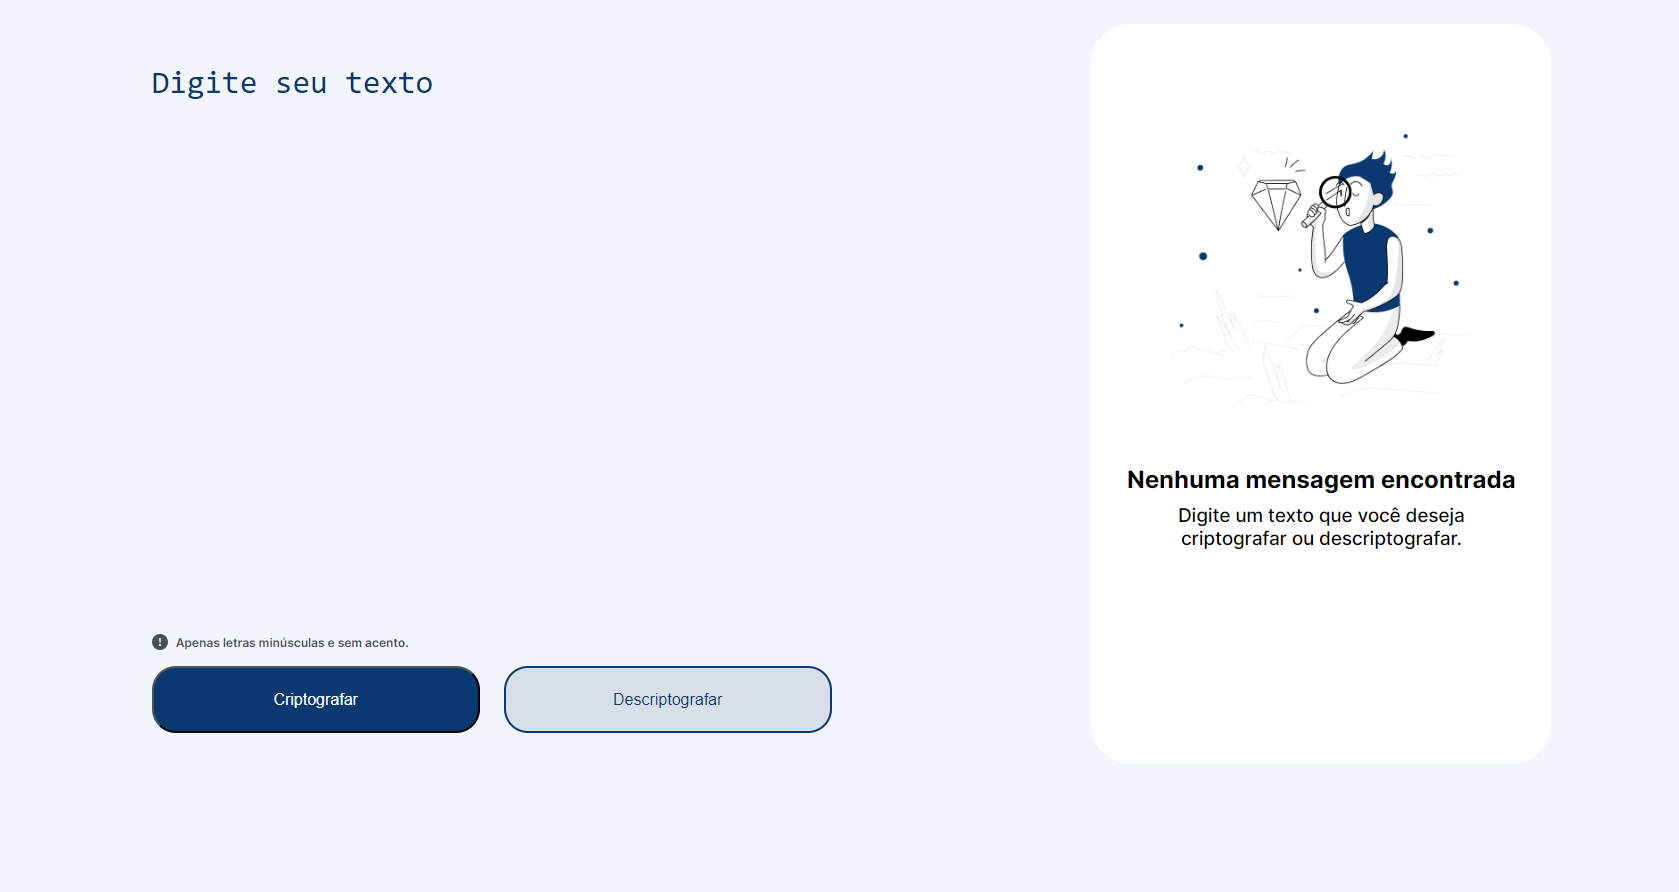 Digite seu texto
Apenas letras minúsculas e sem acento.
Criptografar
Descriptografar
Nenhuma mensagem encontrada
Digite um texto que você deseja
criptografar ou descriptografar.